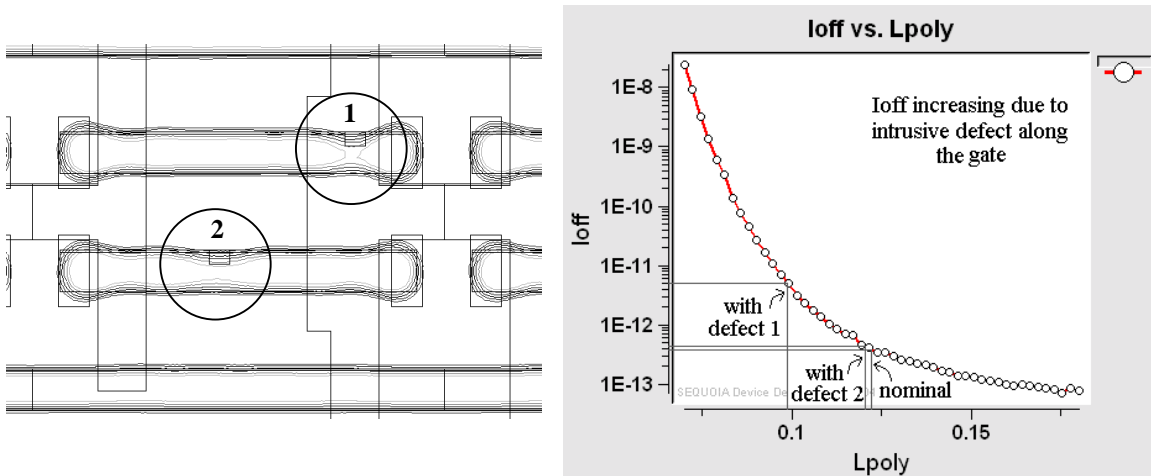 1
2
Ioff vs. Lpoly
Ioff
1E-8
1E-9
1E-10
1E-11
1E-12
1E-13
Ioff increasing due to
intrusive defect along
the gate
with
defect 1
with
defect 2
nominal
SEQUOIA Device De
0.1
0.15
Lpoly